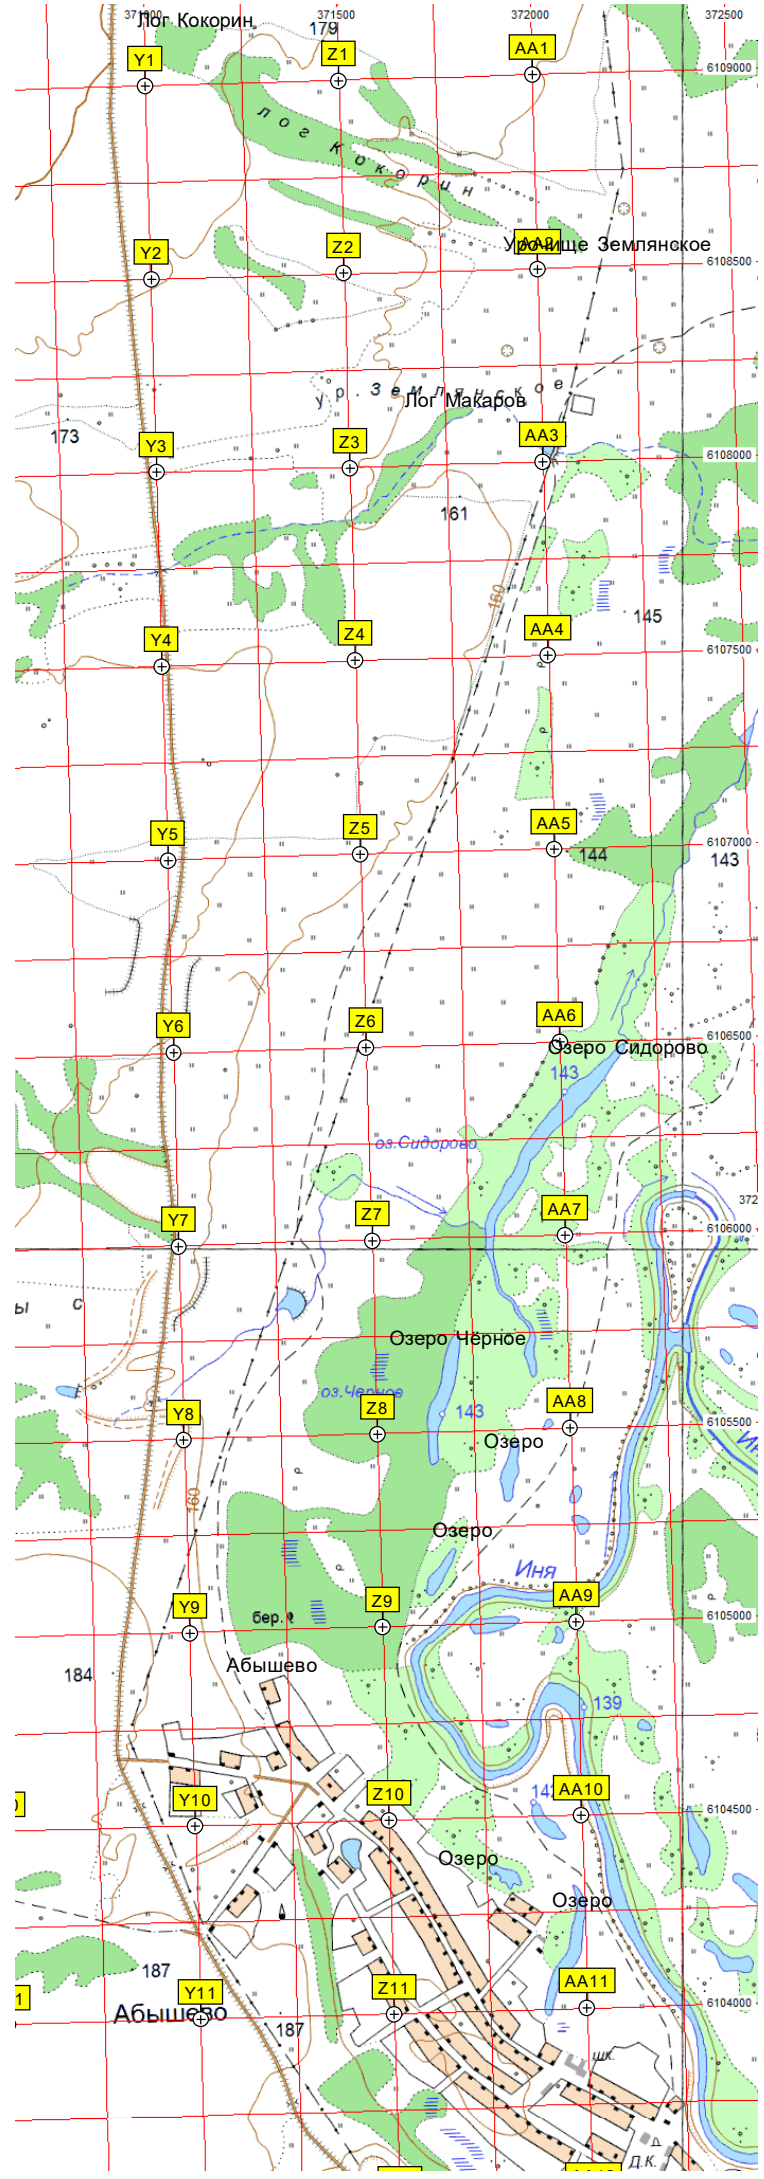 371000 371500 372000 372500
Лог Кокорин
179
Y1 Z1 AA1
6109000
лог Кокорин
Y2 Z2 AA2
Урочище Землянское
6108500
ур. Землянское
Лог Макаров
173
Y3 Z3 AA3
6108000
161
160
145
Y4 Z4 AA4
6107500
Y5 Z5 AA5
6107000
144
143
Y6 Z6 AA6
6106500
Озеро Сидорово
143
оз.Сидорово
372
Y7 Z7 AA7
6106000
ы с
Озеро Чёрное
оз.Черное
143
Y8 Z8 AA8
6105500
Озеро
Ин
160
Озеро
Иня
Y9 Z9 AA9
6105000
бер.
Абышево
184
139
Y10 Z10 AA10
142
6104500
Озеро
Озеро
187
Y11 Z11 AA11
1
6104000
Абышево
187
шк.
Д.К.